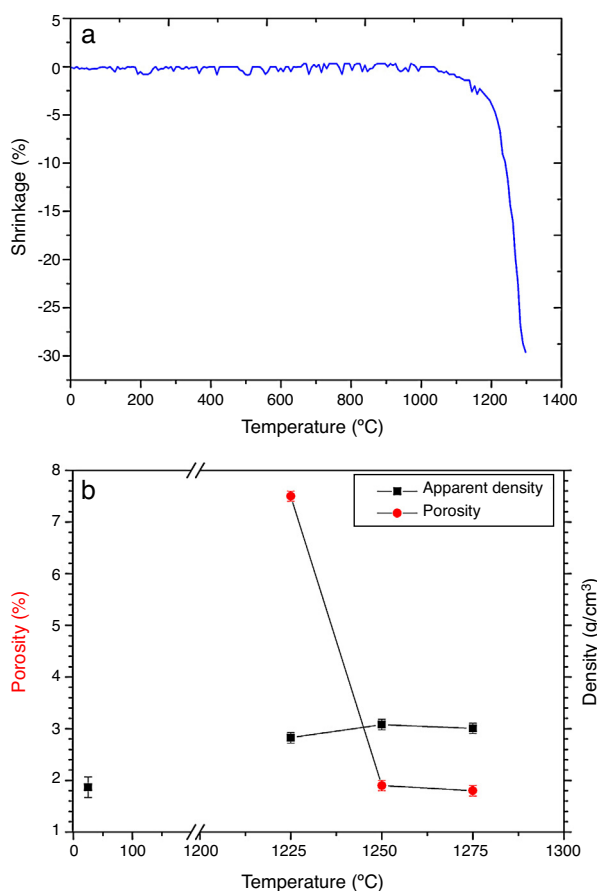 a
5
0
-5
-10
-15
-20
-25
-30
Shrinkage (%)
0 200 400 600 800 1000 1200 1400
Temperature (ºC)
b
8
7
6
5
4
3
2
1
Porosity (%)
Apparent density
Porosity
Density (g/cm³)
0 100 1200 1225 1250 1275 1300
Temperature (ºC)